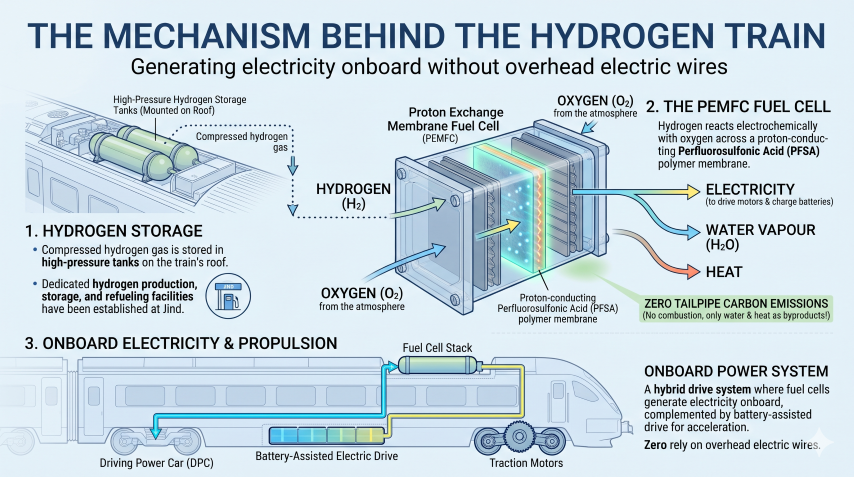 THE MECHANISM BEHIND THE HYDROGEN TRAIN
Generating electricity onboard without overhead electric wires
High-Pressure Hydrogen Storage
Tanks (Mounted on Roof)
Compressed hydrogen
gas
1. HYDROGEN STORAGE
• Compressed hydrogen gas is stored in
high-pressure tanks on the train's roof.
• Dedicated hydrogen production,
storage, and refueling facilities
have been established at Jind.
JIND
Proton Exchange
Membrane Fuel Cell
(PEMFC)
OXYGEN (O₂)
from the atmosphere
HYDROGEN
(H₂)
OXYGEN (O₂)
from the atmosphere
Proton-conducting
Perfluorosulfonic Acid (PFSA)
polymer membrane
2. THE PEMFC FUEL CELL
Hydrogen reacts electrochemically
with oxygen across a proton-conduc-
ting Perfluorosulfonic Acid (PFSA)
polymer membrane.
ELECTRICITY
(to drive motors & charge batteries)
WATER VAPOUR
(H₂O)
HEAT
ZERO TAILPIPE CARBON EMISSIONS
(No combustion, only water & heat as byproducts!)
3. ONBOARD ELECTRICITY & PROPULSION
Fuel Cell Stack
Driving Power Car (DPC)
Battery-Assisted Electric Drive
Traction Motors
ONBOARD POWER SYSTEM
A hybrid drive system where fuel cells
generate electricity onboard,
complemented by battery-assisted
drive for acceleration.
Zero rely on overhead electric wires.